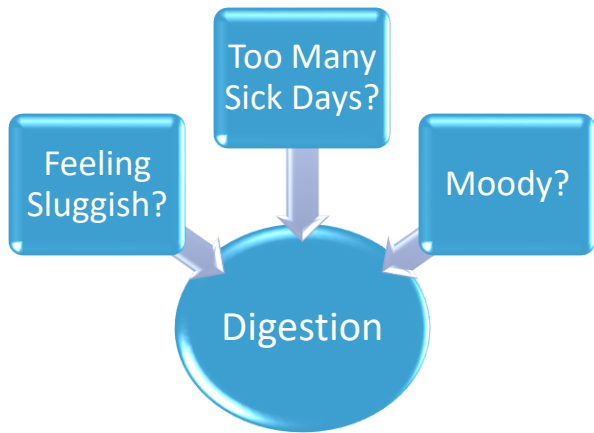 Too Many
Sick Days?
Feeling
Sluggish?
Moody?
Digestion